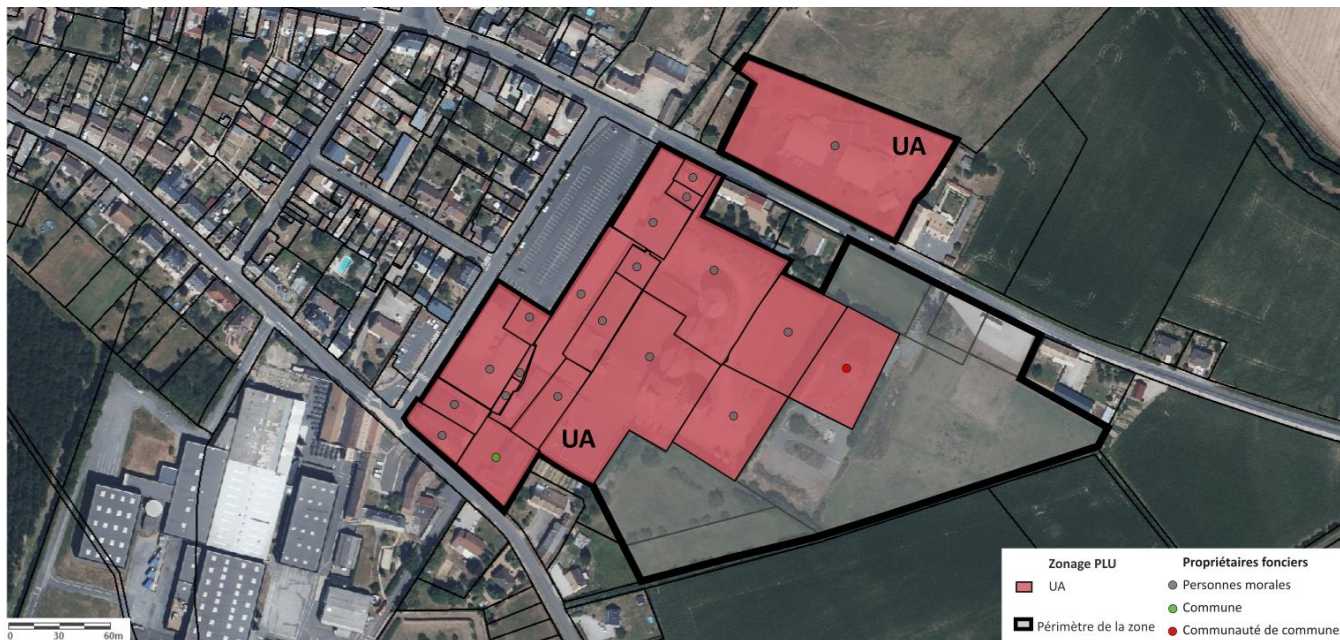 UA
UA
Zonage PLU
UA
Périmètre de la zone
Propriétaires fonciers
Personnes morales
Commune
Communauté de commune
0 30 60m